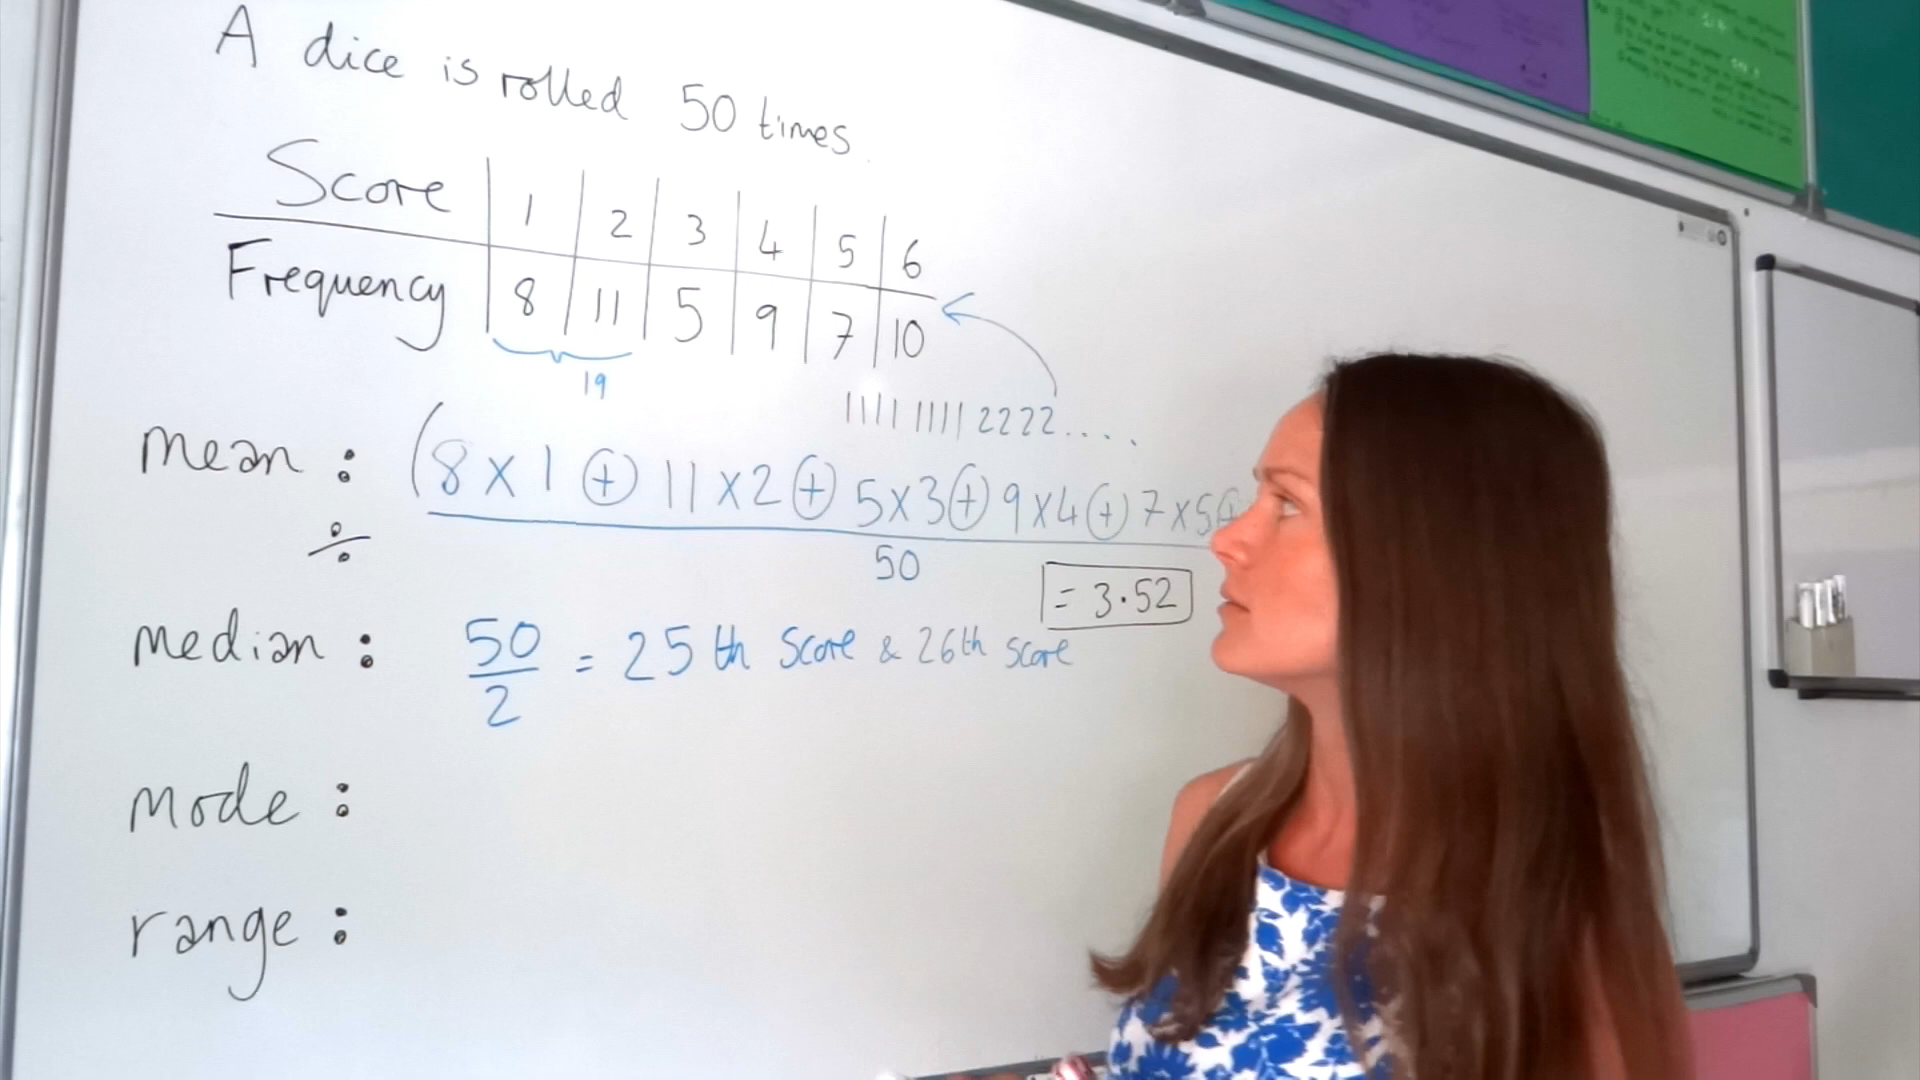 A dice is rolled 50 times.
Score 1 2 3 4 5 6
Frequency 8 11 5 9 7 10
19
1111 1111 2222....
mean : (8 x 1 + 11 x 2 + 5 x 3 + 9 x 4 + 7 x 5 +
÷ 50
= 3.52
median : 50/2 = 25th Score & 26th score
mode :
range :